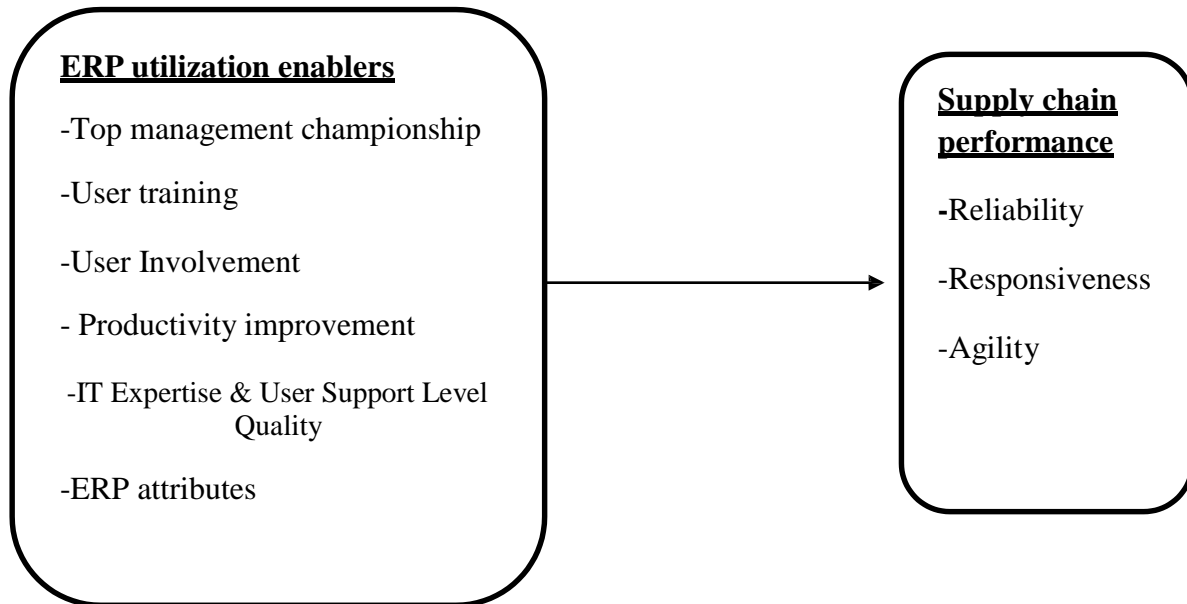 ERP utilization enablers
-Top management championship
-User training
-User Involvement
- Productivity improvement
-IT Expertise & User Support Level
Quality
-ERP attributes
Supply chain
performance
-Reliability
-Responsiveness
-Agility